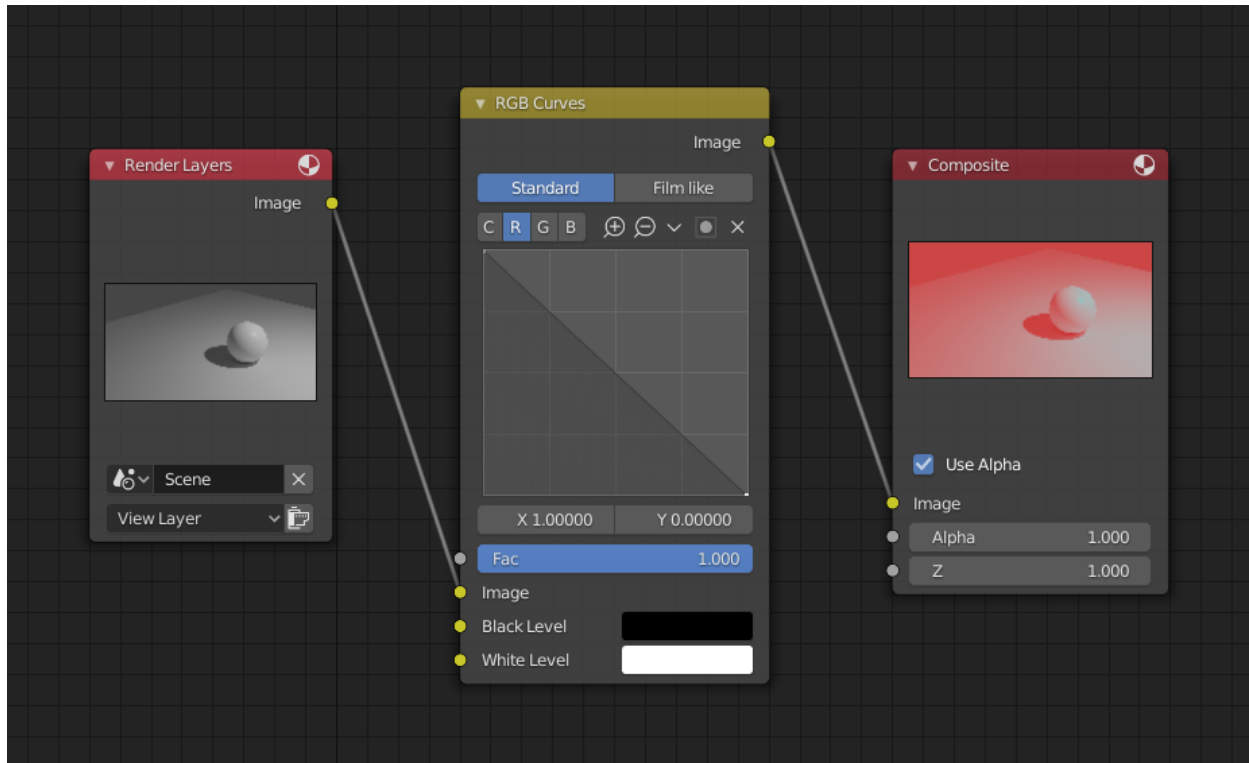 Render Layers
Image
Scene
View Layer
RGB Curves
Image
Standard
Film like
C R G B
X 1.00000
Y 0.00000
Fac 1.000
Image
Black Level
White Level
Composite
Use Alpha
Image
Alpha 1.000
Z 1.000